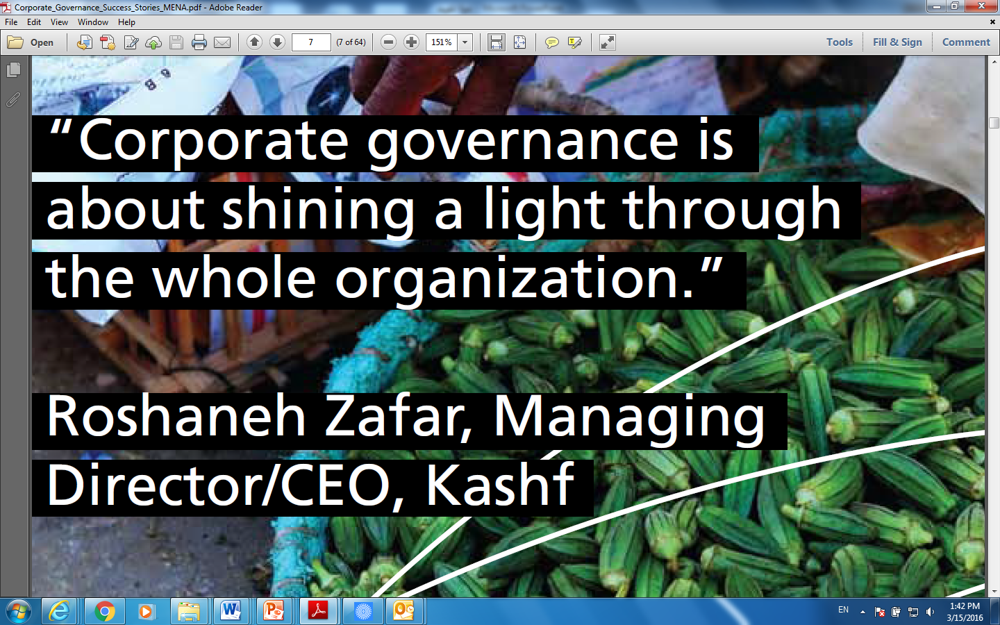 Corporate_Governance_Success_Stories_MENA.pdf - Adobe Reader
File Edit View Window Help
Open 7 (7 of 64) 151% Tools Fill & Sign Comment
8 9
“Corporate governance is
about shining a light through
the whole organization.”
Roshaneh Zafar, Managing
Director/CEO, Kashf
EN 1:42 PM
3/15/2016